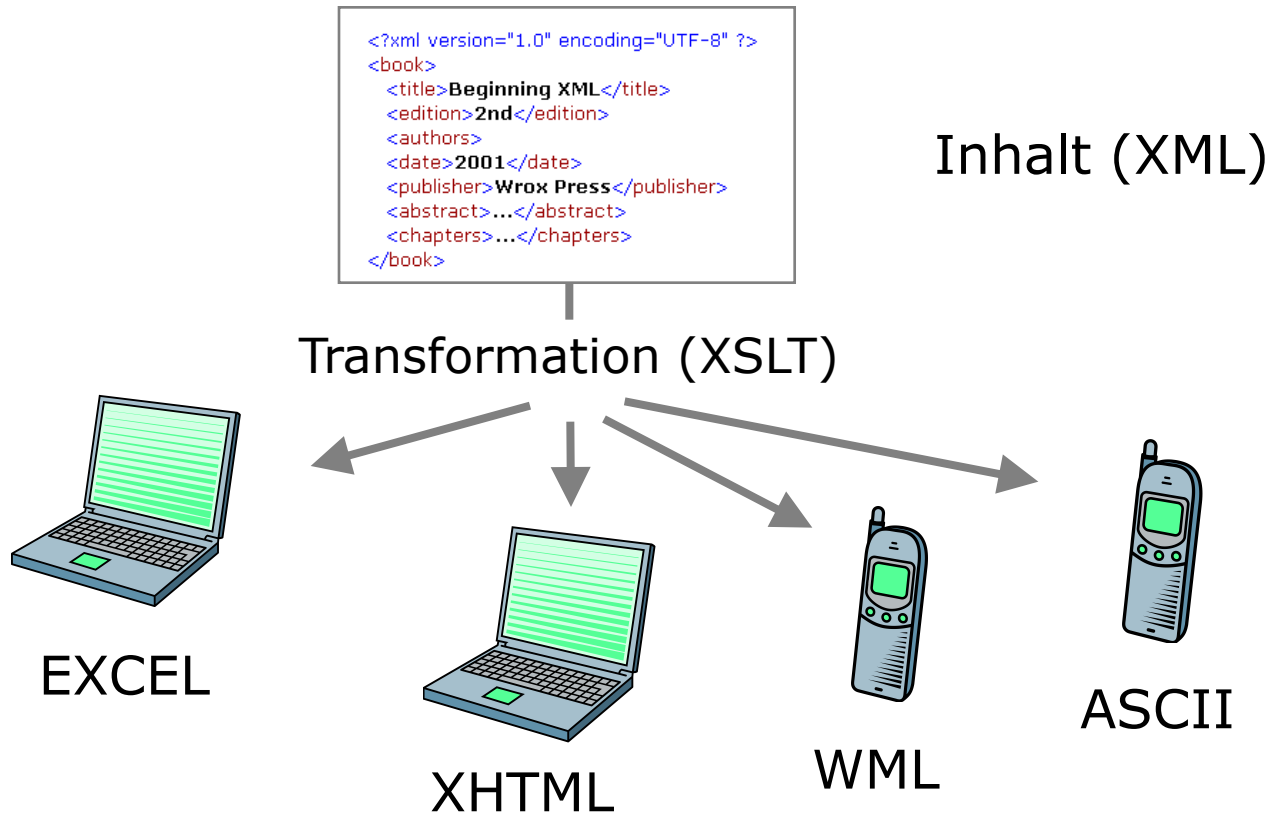 <?xml version="1.0" encoding="UTF-8" ?>
<book>
<title>Beginning XML</title>
<edition>2nd</edition>
<authors>
<date>2001</date>
<publisher>Wrox Press</publisher>
<abstract>...</abstract>
<chapters>...</chapters>
</book>
Inhalt (XML)
Transformation (XSLT)
EXCEL
XHTML
WML
ASCII